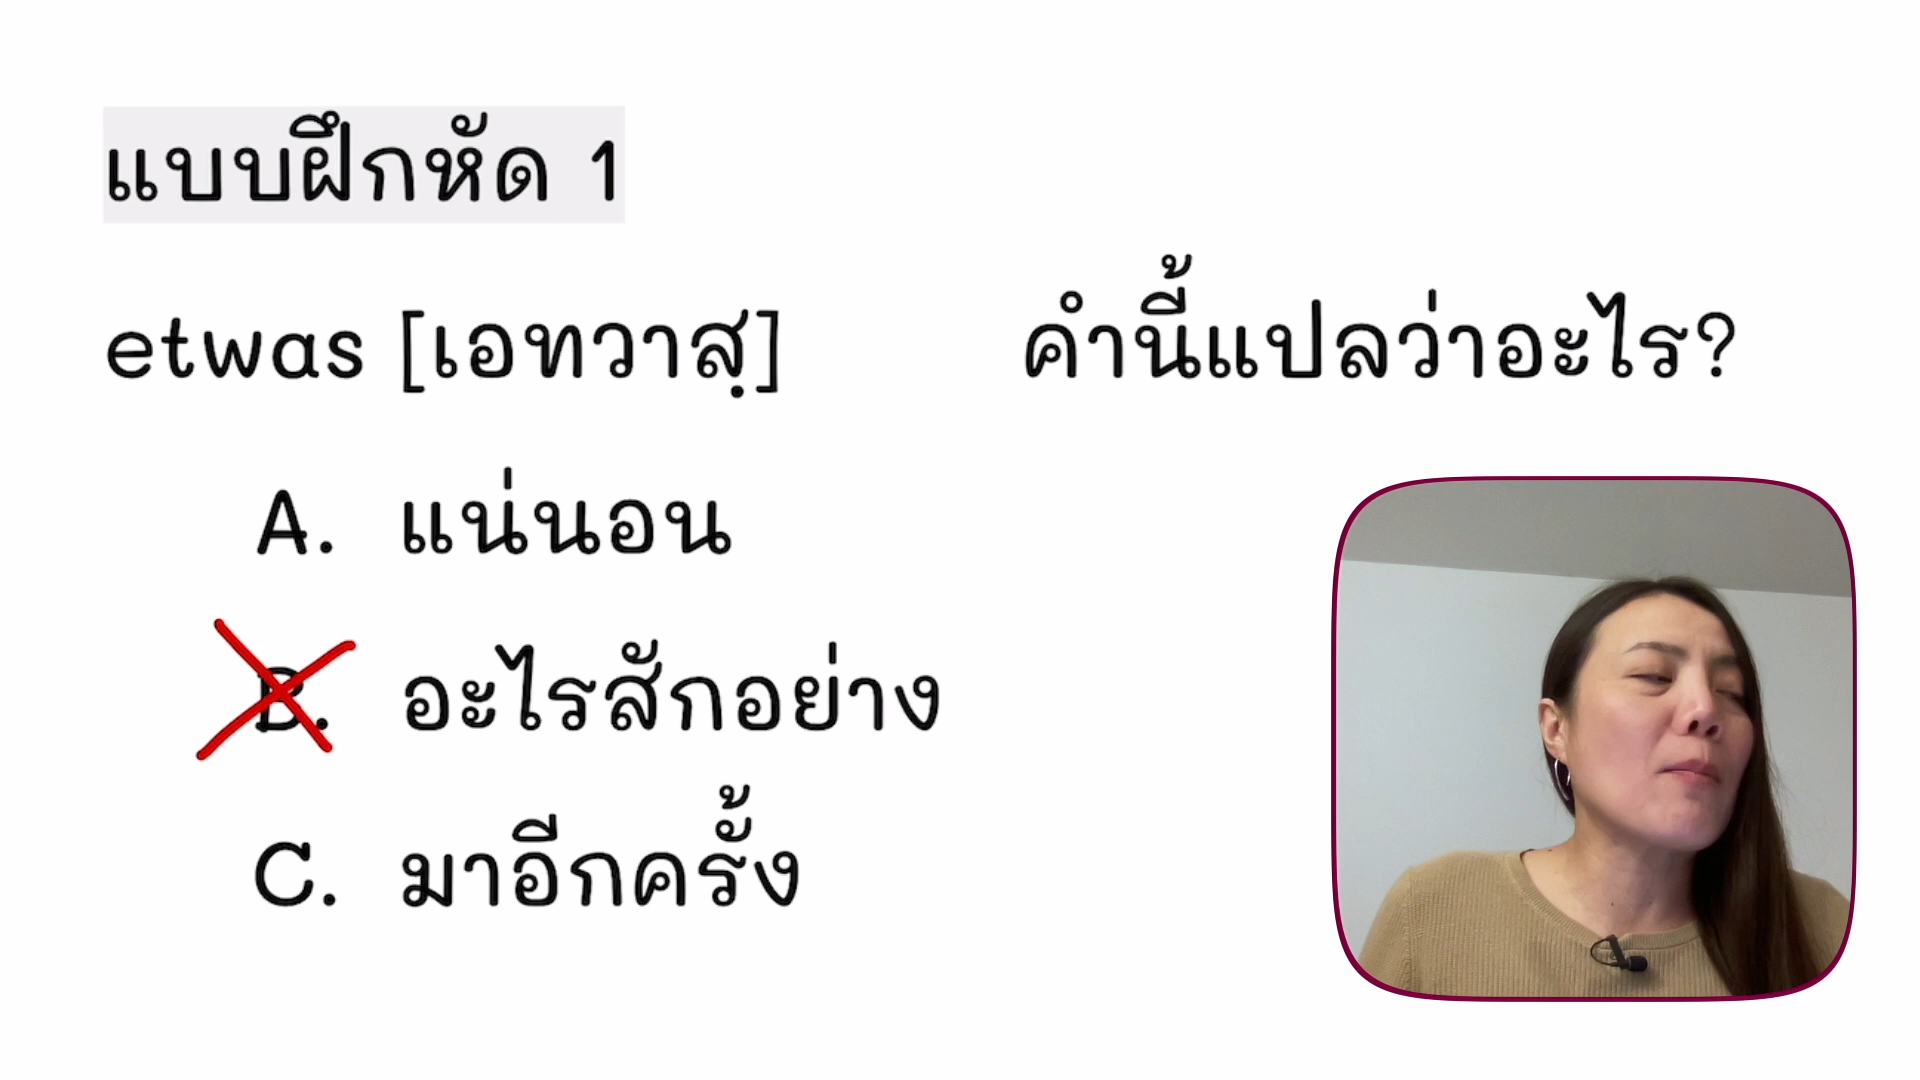 แบบฝึกหัด 1
etwas [เอทวาสฺ] คำนี้แปลว่าอะไร?
A. แน่นอน
B. อะไรสักอย่าง
C. มาอีกครั้ง